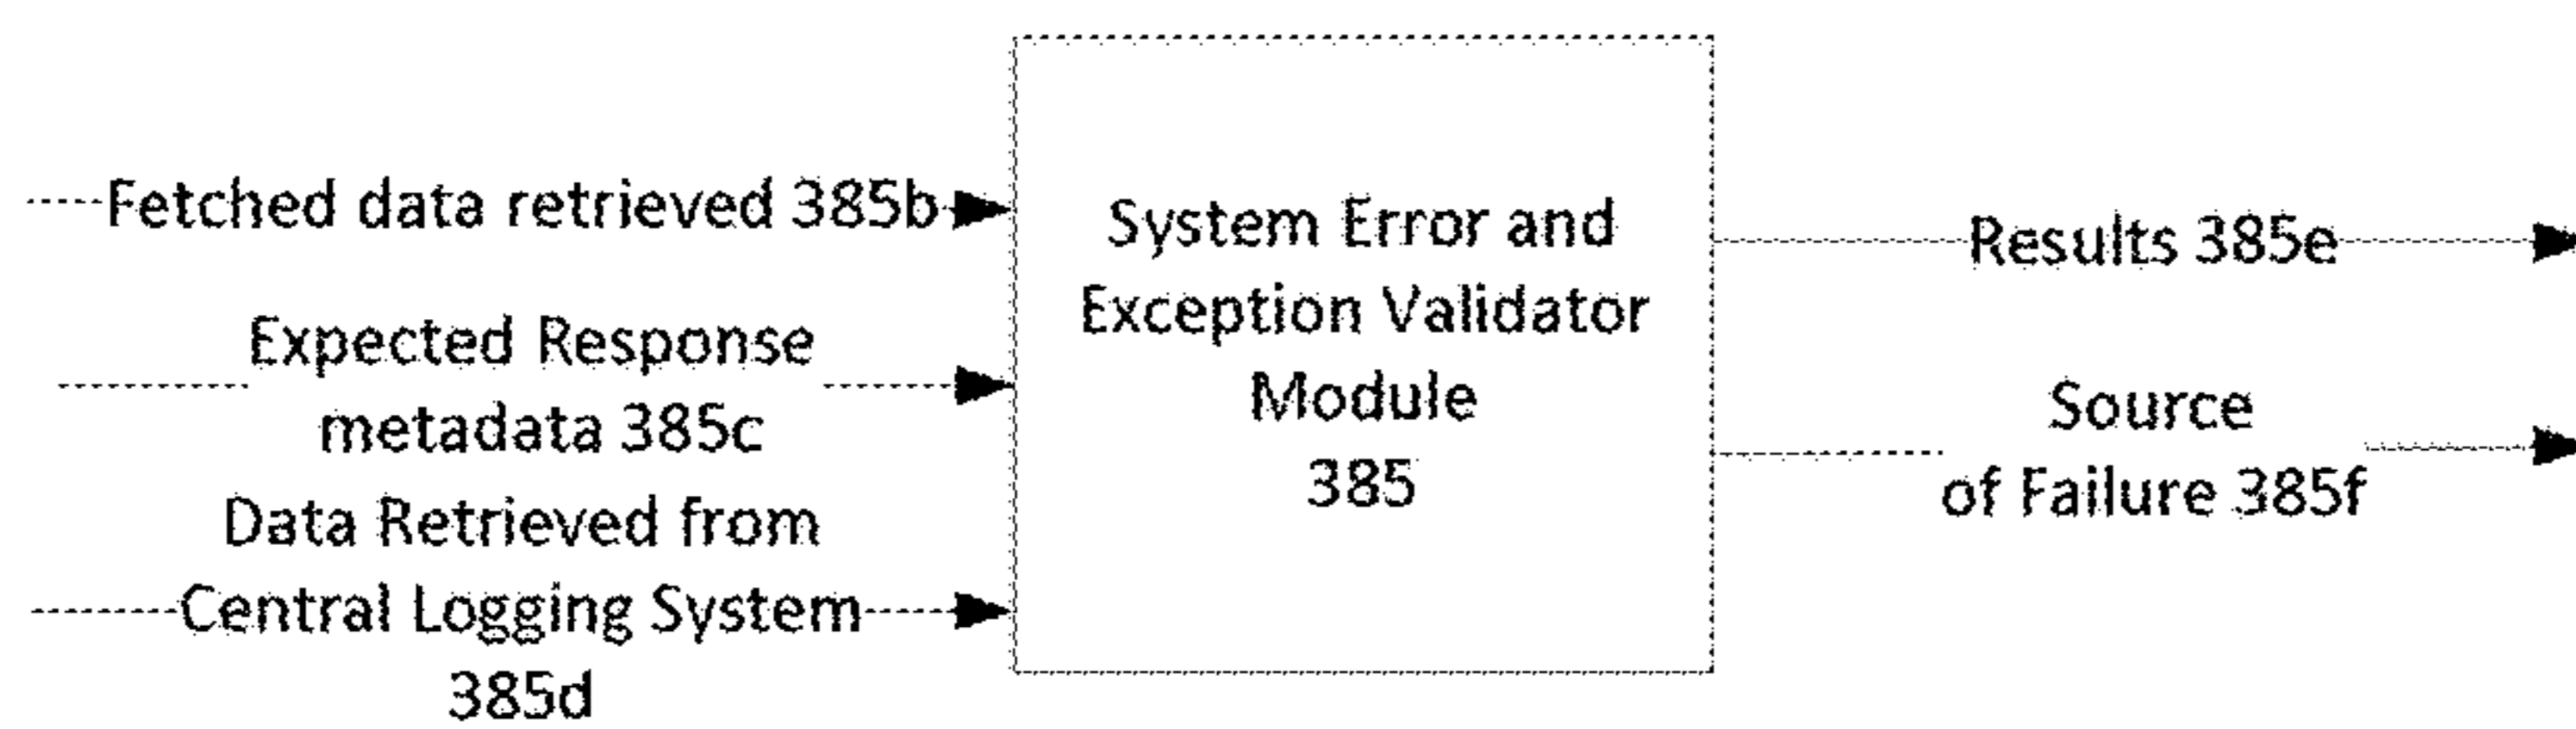 Fetched data retrieved 385b
Expected Response
metadata 385c
Data Retrieved from
Central Logging System
385d
System Error and
Exception Validator
Module
385
Results 385e
Source
of Failure 385f